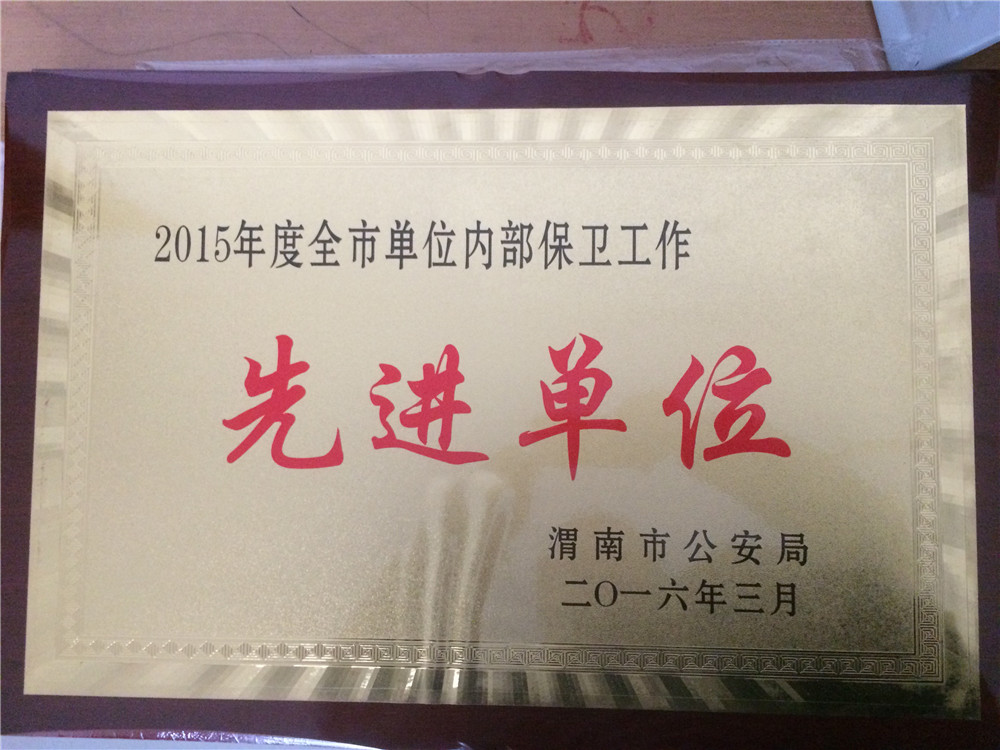 2015年度全市单位内部保卫工作
先进单位
渭南市公安局
二〇一六年三月